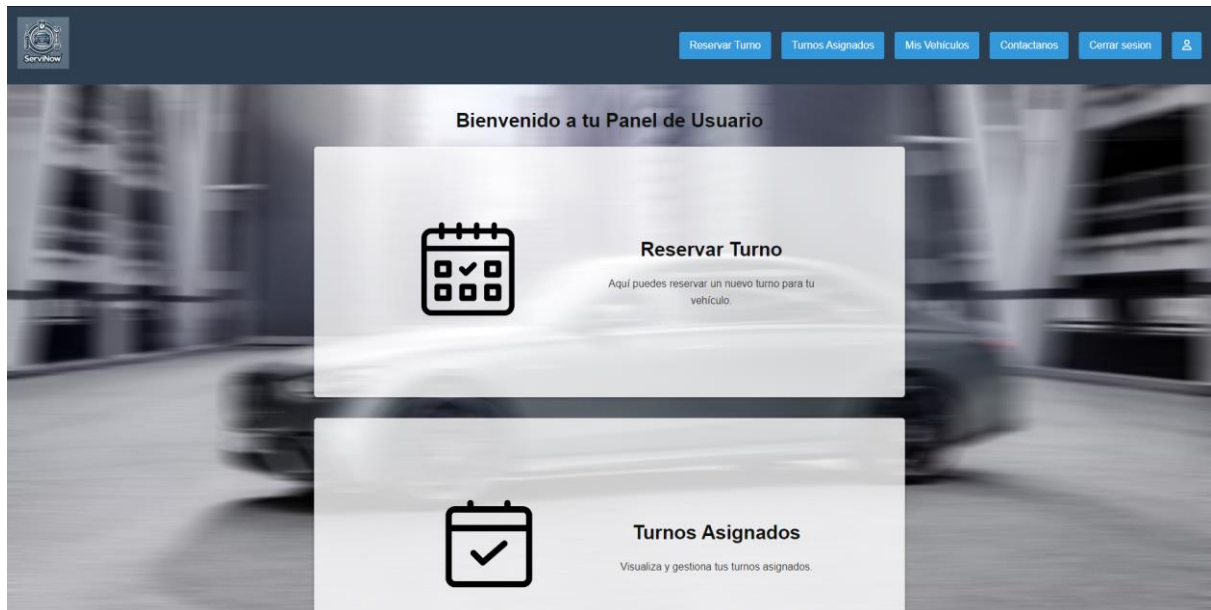 ServiNow
Reservar Turno
Turnos Asignados
Mis Vehículos
Contactanos
Cerrar sesion
Bienvenido a tu Panel de Usuario
Reservar Turno
Aquí puedes reservar un nuevo turno para tu
vehículo.
Turnos Asignados
Visualiza y gestiona tus turnos asignados.